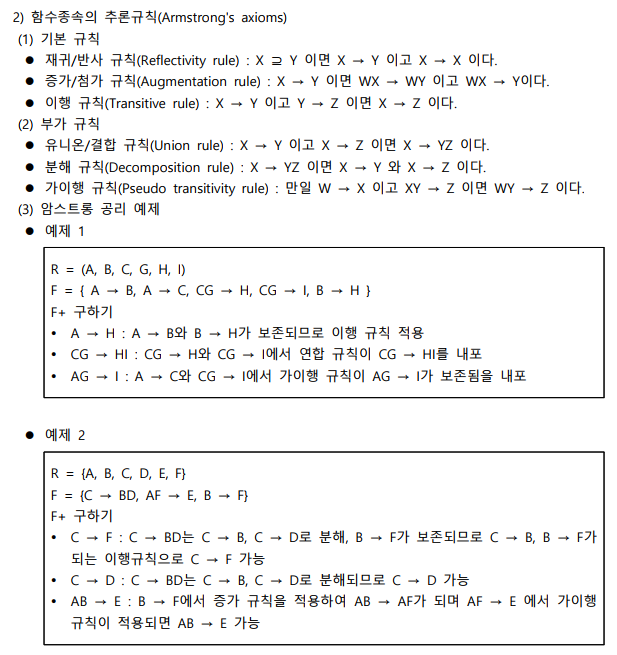 2) 함수종속의 추론규칙(Armstrong's axioms)
(1) 기본 규칙
● 재귀/반사 규칙(Reflectivity rule) : X ⊇ Y 이면 X → Y 이고 X → X 이다.
● 증가/첨가 규칙(Augmentation rule) : X → Y 이면 WX → WY 이고 WX → Y이다.
● 이행 규칙(Transitive rule) : X → Y 이고 Y → Z 이면 X → Z 이다.
(2) 부가 규칙
● 유니온/결합 규칙(Union rule) : X → Y 이고 X → Z 이면 X → YZ 이다.
● 분해 규칙(Decomposition rule) : X → YZ 이면 X → Y 와 X → Z 이다.
● 가이행 규칙(Pseudo transitivity rule) : 만일 W → X 이고 XY → Z 이면 WY → Z 이다.
(3) 암스트롱 공리 예제
● 예제 1
R = (A, B, C, G, H, I)
F = { A → B, A → C, CG → H, CG → I, B → H }
F+ 구하기
• A → H : A → B와 B → H가 보존되므로 이행 규칙 적용
• CG → HI : CG → H와 CG → I에서 연합 규칙이 CG → HI를 내포
• AG → I : A → C와 CG → I에서 가이행 규칙이 AG → I가 보존됨을 내포
● 예제 2
R = {A, B, C, D, E, F}
F = {C → BD, AF → E, B → F}
F+ 구하기
• C → F : C → BD는 C → B, C → D로 분해, B → F가 보존되므로 C → B, B → F가
되는 이행규칙으로 C → F 가능
• C → D : C → BD는 C → B, C → D로 분해되므로 C → D 가능
• AB → E : B → F에서 증가 규칙을 적용하여 AB → AF가 되며 AF → E 에서 가이행
규칙이 적용되면 AB → E 가능